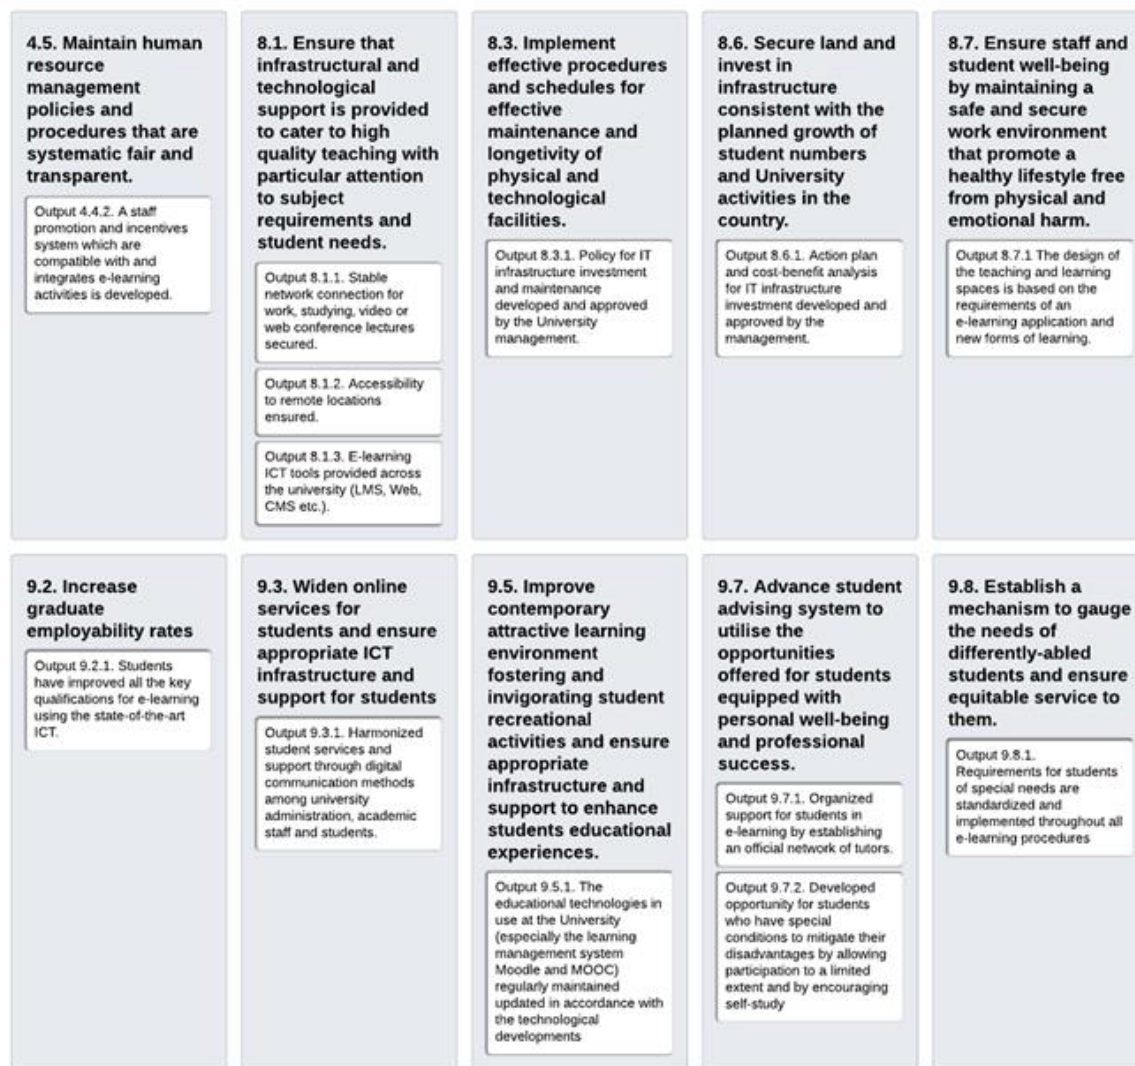 4.5. Maintain human
resource
management
policies and
procedures that are
systematic fair and
transparent.
Output 4.4.2. A staff
promotion and incentives
system which are
compatible with and
integrates e-learning
activities is developed.
8.1. Ensure that
infrastructural and
technological
support is provided
to cater to high
quality teaching with
particular attention
to subject
requirements and
student needs.
Output 8.1.1. Stable
network connection for
work, studying, video or
web conference lectures
secured.
Output 8.1.2. Accessibility
to remote locations
ensured.
Output 8.1.3. E-learning
ICT tools provided across
the university (LMS, Web,
CMS etc.).
8.3. Implement
effective procedures
and schedules for
effective
maintenance and
longetivity of
physical and
technological
facilities.
Output 8.3.1. Policy for IT
infrastructure investment
and maintenance
developed and approved
by the University
management.
8.6. Secure land and
invest in
infrastructure
consistent with the
planned growth of
student numbers
and University
activities in the
country.
Output 8.6.1. Action plan
and cost-benefit analysis
for IT infrastructure
investment developed and
approved by the
management.
8.7. Ensure staff and
student well-being
by maintaining a
safe and secure
work environment
that promote a
healthy lifestyle free
from physical and
emotional harm.
Output 8.7.1 The design of
the teaching and learning
spaces is based on the
requirements of an
e-learning application and
new forms of learning.
9.2. Increase
graduate
employability rates
Output 9.2.1. Students
have improved all the key
qualifications for e-learning
using the state-of-the-art
ICT.
9.3. Widen online
services for
students and ensure
appropriate ICT
infrastructure and
support for students
Output 9.3.1. Harmonized
student services and
support through digital
communication methods
among university
administration, academic
staff and students.
9.5. Improve
contemporary
attractive learning
environment
fostering and
invigorating student
recreational
activities and ensure
appropriate
infrastructure and
support to enhance
students educational
experiences.
Output 9.5.1. The
educational technologies in
use at the University
(especially the learning
management system
Moodle and MOOC)
regularly maintained
updated in accordance with
the technological
developments
9.7. Advance student
advising system to
utilise the
opportunities
offered for students
equipped with
personal well-being
and professional
success.
Output 9.7.1. Organized
support for students in
e-learning by establishing
an official network of tutors.
Output 9.7.2. Developed
opportunity for students
who have special
conditions to mitigate their
disadvantages by allowing
participation to a limited
extent and by encouraging
self-study
9.8. Establish a
mechanism to gauge
the needs of
differently-abled
students and ensure
equitable service to
them.
Output 9.8.1.
Requirements for students
of special needs are
standardized and
implemented throughout all
e-learning procedures